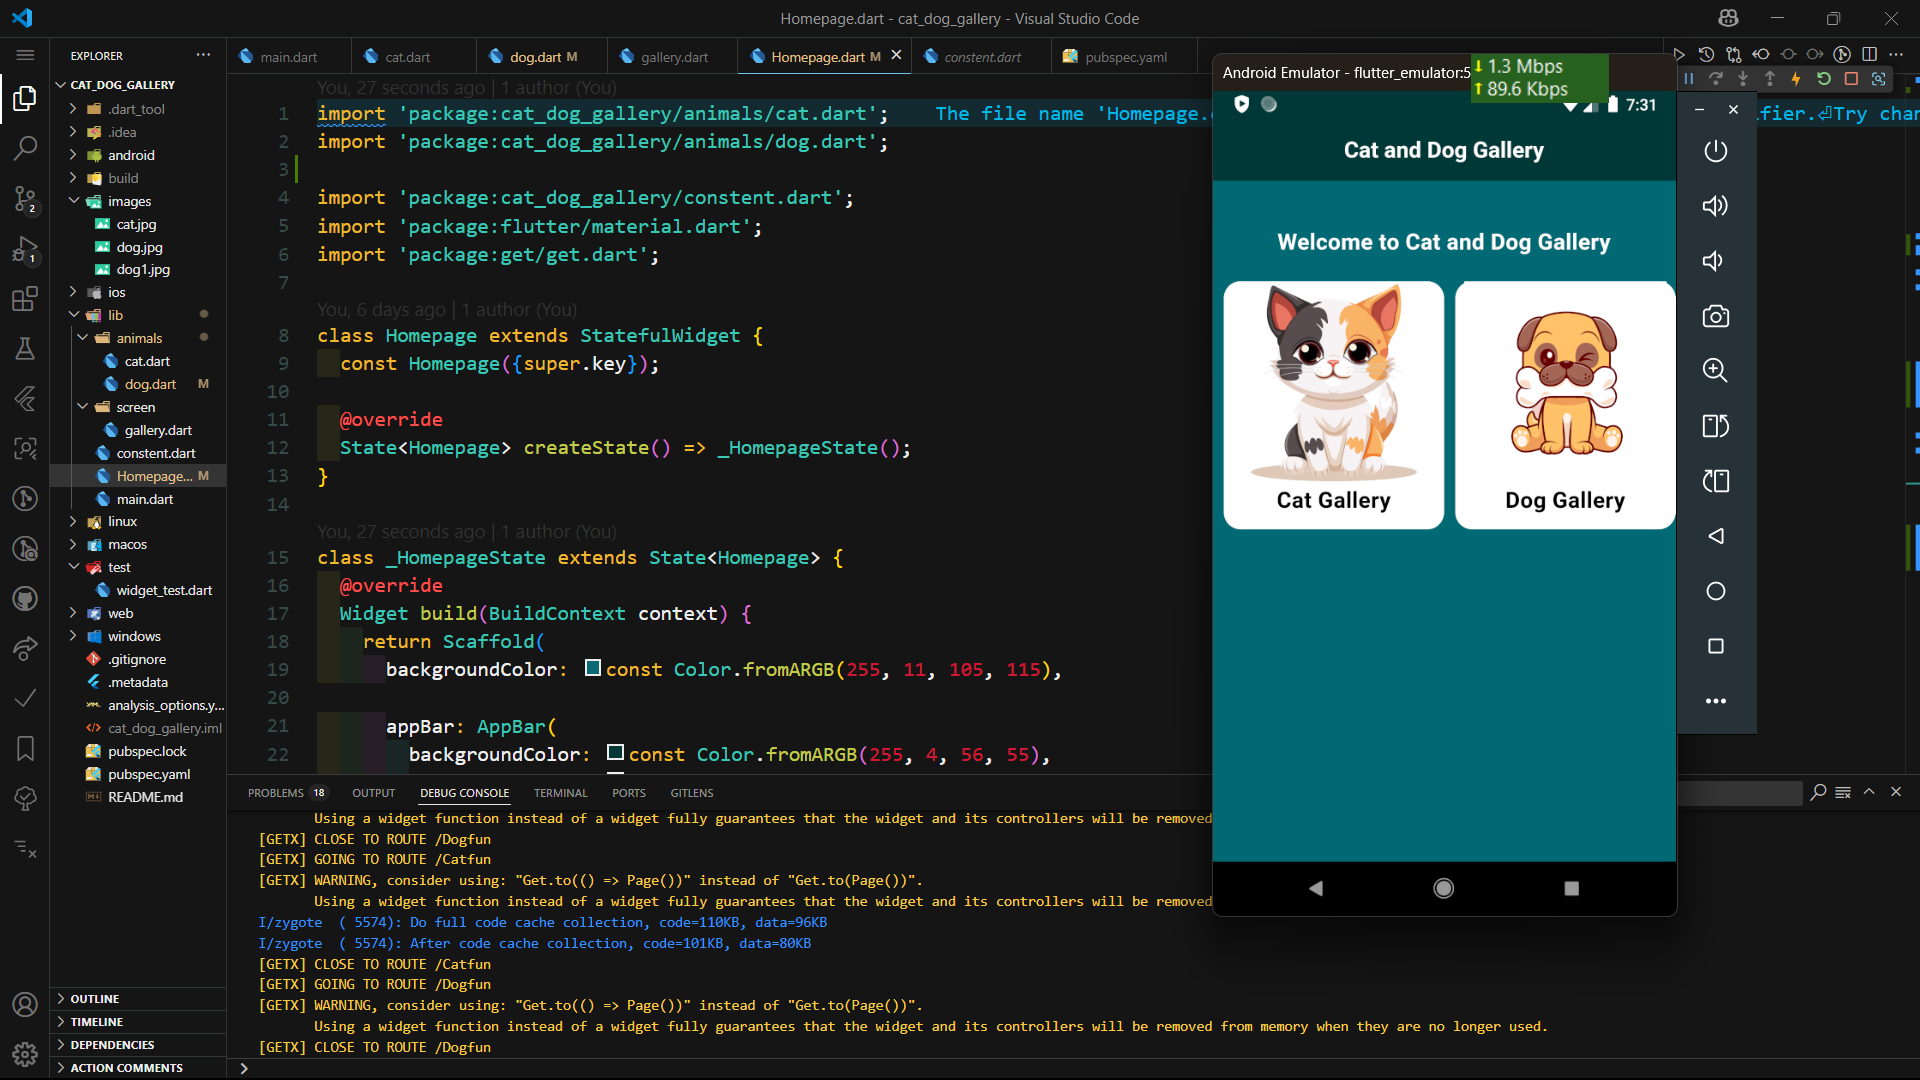 Homepage.dart - cat_dog_gallery - Visual Studio Code
EXPLORER
CAT_DOG_GALLERY
.dart_tool
.idea
android
build
images
cat.jpg
dog.jpg
dog1.jpg
ios
lib
animals
cat.dart
dog.dart M
screen
gallery.dart
constent.dart
Homepage... M
main.dart
linux
macos
test
widget_test.dart
web
windows
.gitignore
.metadata
analysis_options.y...
cat_dog_gallery.iml
pubspec.lock
pubspec.yaml
README.md
OUTLINE
TIMELINE
DEPENDENCIES
ACTION COMMENTS
2
1
main.dart
cat.dart
dog.dart M
gallery.dart
Homepage.dart M
constent.dart
pubspec.yaml
You, 27 seconds ago | 1 author (You)
1 import 'package:cat_dog_gallery/animals/cat.dart'; The file name 'Homepage.
ifier.⏎Try chan
2 import 'package:cat_dog_gallery/animals/dog.dart';
3
4 import 'package:cat_dog_gallery/constent.dart';
5 import 'package:flutter/material.dart';
6 import 'package:get/get.dart';
7
You, 6 days ago | 1 author (You)
8 class Homepage extends StatefulWidget {
9 const Homepage({super.key});
10
11 @override
12 State<Homepage> createState() => _HomepageState();
13 }
14
You, 27 seconds ago | 1 author (You)
15 class _HomepageState extends State<Homepage> {
16 @override
17 Widget build(BuildContext context) {
18 return Scaffold(
19 backgroundColor: const Color.fromARGB(255, 11, 105, 115),
20
21 appBar: AppBar(
22 backgroundColor: const Color.fromARGB(255, 4, 56, 55),
PROBLEMS 18 OUTPUT DEBUG CONSOLE TERMINAL PORTS GITLENS
Using a widget function instead of a widget fully guarantees that the widget and its controllers will be removed
[GETX] CLOSE TO ROUTE /Dogfun
[GETX] GOING TO ROUTE /Catfun
[GETX] WARNING, consider using: "Get.to(() => Page())" instead of "Get.to(Page())".
Using a widget function instead of a widget fully guarantees that the widget and its controllers will be removed
I/zygote ( 5574): Do full code cache collection, code=110KB, data=96KB
I/zygote ( 5574): After code cache collection, code=101KB, data=80KB
[GETX] CLOSE TO ROUTE /Catfun
[GETX] GOING TO ROUTE /Dogfun
[GETX] WARNING, consider using: "Get.to(() => Page())" instead of "Get.to(Page())".
Using a widget function instead of a widget fully guarantees that the widget and its controllers will be removed from memory when they are no longer used.
[GETX] CLOSE TO ROUTE /Dogfun
Android Emulator - flutter_emulator:5
1.3 Mbps
89.6 Kbps
7:31
Cat and Dog Gallery
Welcome to Cat and Dog Gallery
Cat Gallery
Dog Gallery